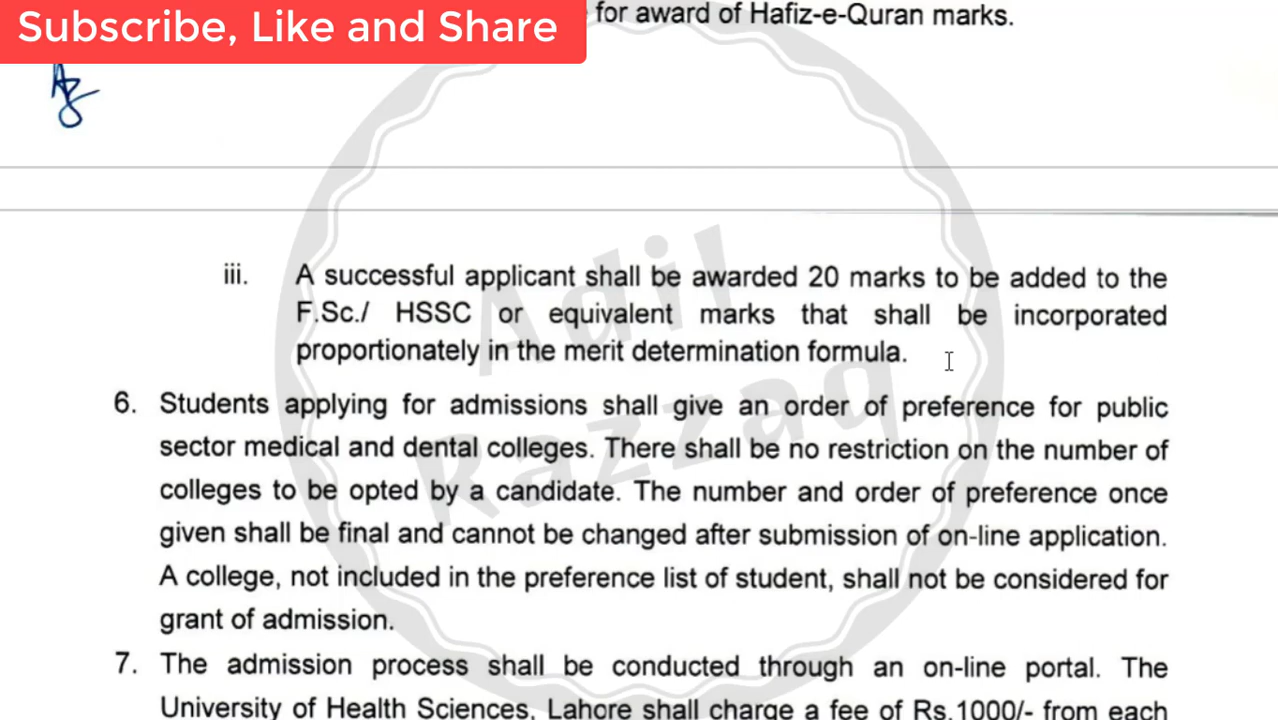 Subscribe, Like and Share
for award of Hafiz-e-Quran marks.
iii. A successful applicant shall be awarded 20 marks to be added to the
F.Sc./ HSSC or equivalent marks that shall be incorporated
proportionately in the merit determination formula.
Adil
Razzaq
6. Students applying for admissions shall give an order of preference for public
sector medical and dental colleges. There shall be no restriction on the number of
colleges to be opted by a candidate. The number and order of preference once
given shall be final and cannot be changed after submission of on-line application.
A college, not included in the preference list of student, shall not be considered for
grant of admission.
7. The admission process shall be conducted through an on-line portal. The
University of Health Sciences, Lahore shall charge a fee of Rs.1000/- from each